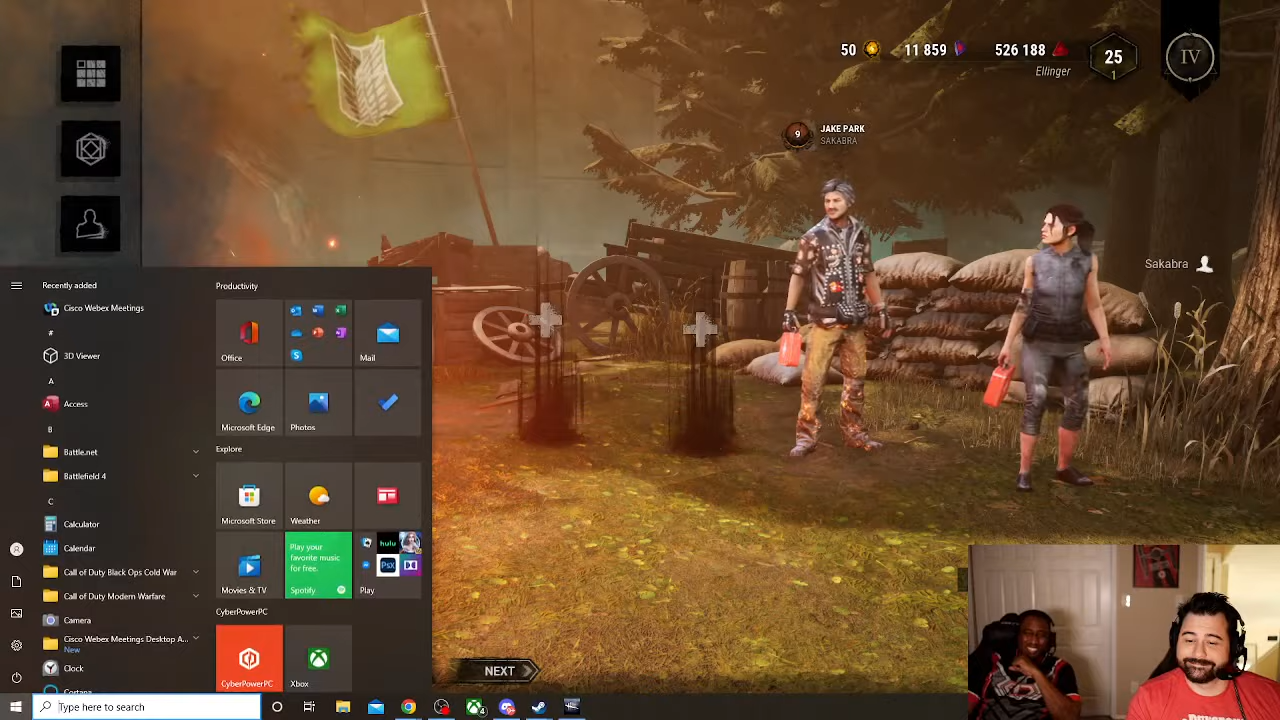 50
11 859
526 188
Ellinger
25
1
IV
9
JAKE PARK
SAKABRA
Sakabra
Recently added
Cisco Webex Meetings
#
3D Viewer
A
Access
B
Battle.net
Battlefield 4
C
Calculator
Calendar
Call of Duty Black Ops Cold War
Call of Duty Modern Warfare
Camera
Cisco Webex Meetings Desktop A...
New
Clock
Productivity
Office
Mail
Microsoft Edge
Photos
Explore
Microsoft Store
Weather
Movies & TV
Play your
favorite music
for free.
Spotify
hulu
Play
CyberPowerPC
CyberPowerPC
Xbox
NEXT
Type here to search